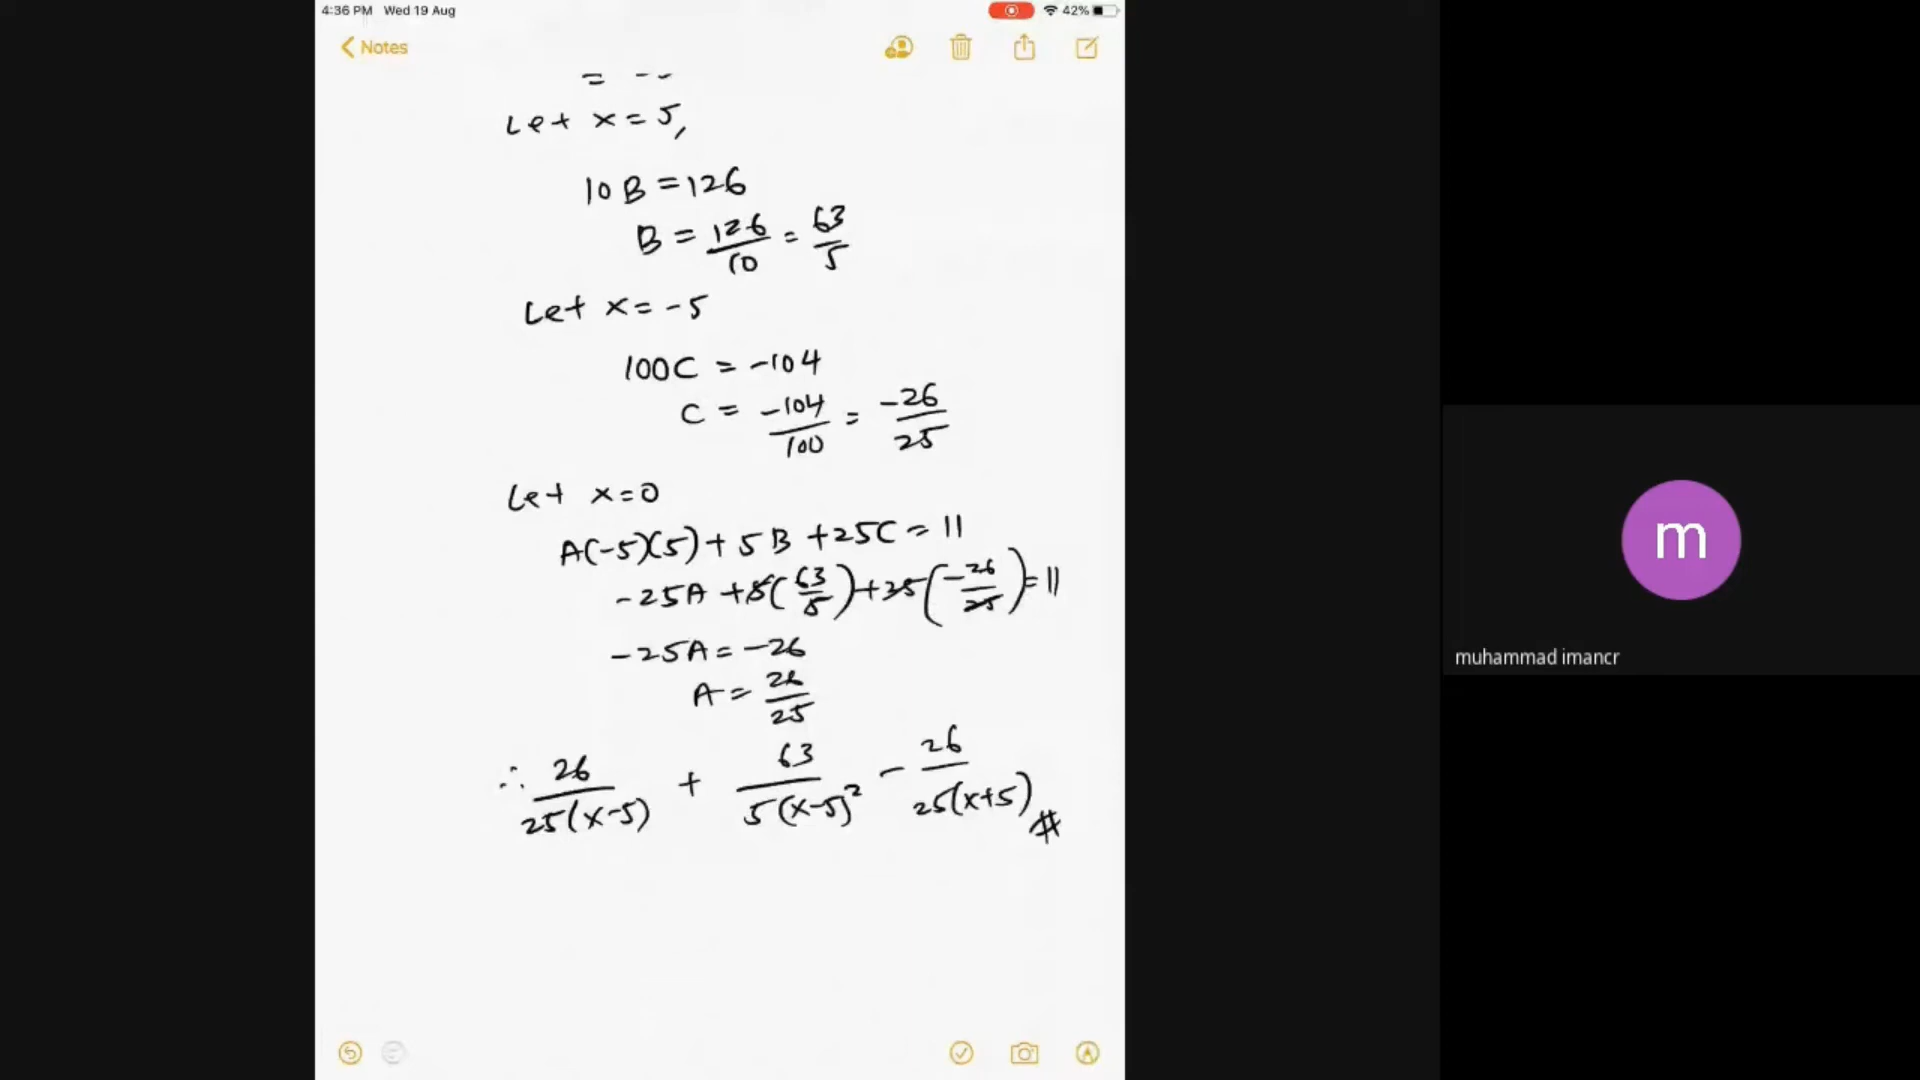 4:36 PM Wed 19 Aug 42%
Notes
Let x = 5,
10B = 126
B = 126/10 = 63/5
Let x = -5
100C = -104
C = -104/100 = -26/25
Let x = 0
A(-5)(5) + 5B + 25C = 11
-25A + 5(63/5) + 25(-26/25) = 11
-25A = -26
A = 26/25
∴ 26/25(x-5) + 63/5(x-5)² - 26/25(x+5) #
m
muhammad imancr